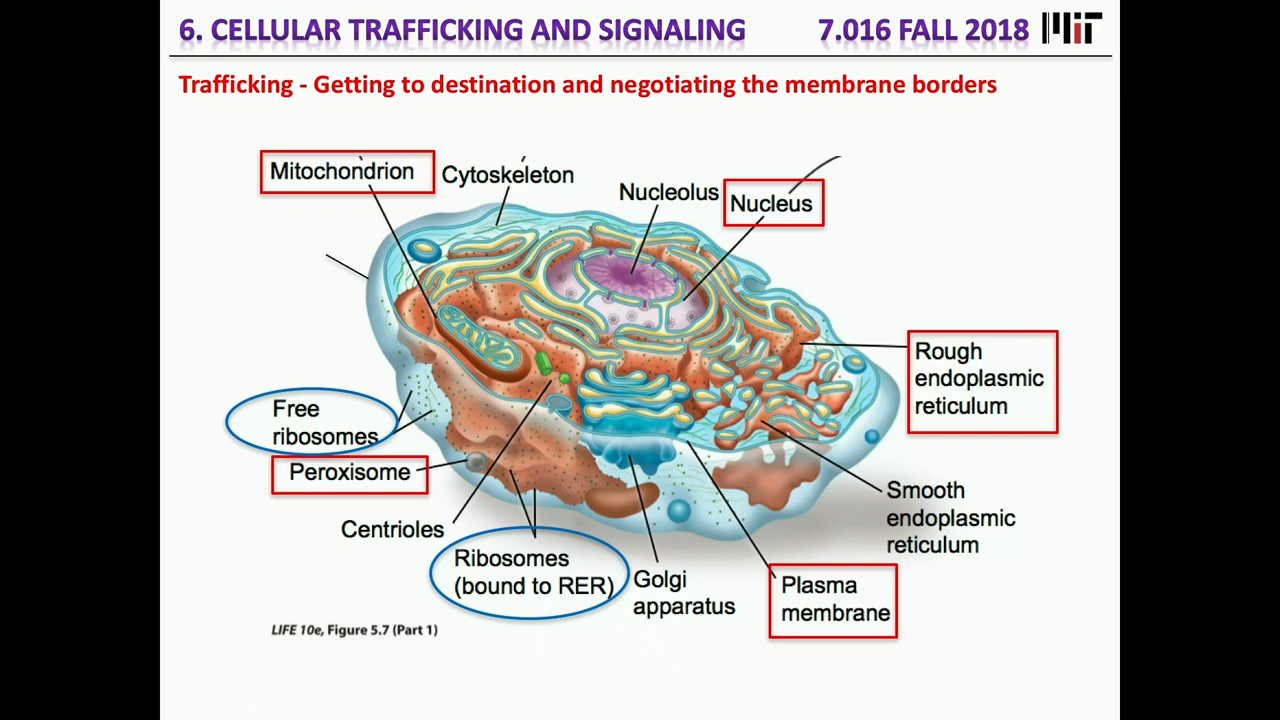 6. CELLULAR TRAFFICKING AND SIGNALING 7.016 FALL 2018 MIT
Trafficking - Getting to destination and negotiating the membrane borders
Mitochondrion
Cytoskeleton
Nucleolus
Nucleus
Rough
endoplasmic
reticulum
Free
ribosomes
Peroxisome
Centrioles
Ribosomes
(bound to RER)
Golgi
apparatus
Plasma
membrane
Smooth
endoplasmic
reticulum
LIFE 10e, Figure 5.7 (Part 1)